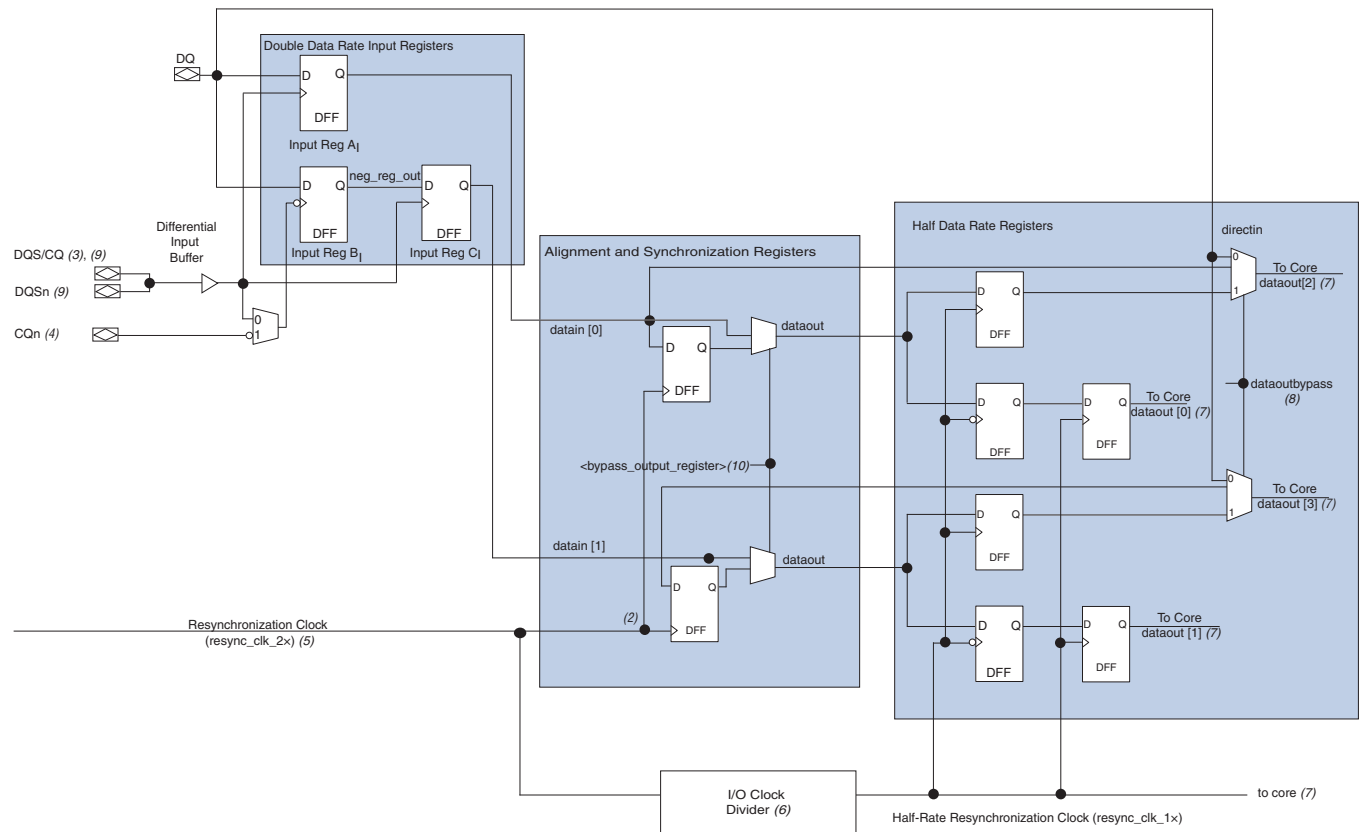 Double Data Rate Input Registers
DQ
D
Q
DFF
Input Reg AI
D
Q
neg_reg_out
D
Q
DFF
DFF
Input Reg BI
Input Reg CI
Differential
Input
Buffer
DQS/CQ (3), (9)
DQSn (9)
CQn (4)
0
1
Alignment and Synchronization Registers
datain [0]
dataout
D
Q
DFF
<bypass_output_register>(10)
datain [1]
dataout
D
Q
DFF
(2)
Resynchronization Clock
(resync_clk_2×) (5)
Half Data Rate Registers
directin
0
1
To Core
dataout[2] (7)
D
Q
DFF
dataoutbypass
(8)
D
Q
DFF
D
Q
DFF
To Core
dataout [0] (7)
0
1
To Core
dataout [3] (7)
D
Q
DFF
D
Q
DFF
D
Q
DFF
To Core
dataout [1] (7)
I/O Clock
Divider (6)
to core (7)
Half-Rate Resynchronization Clock (resync_clk_1×)